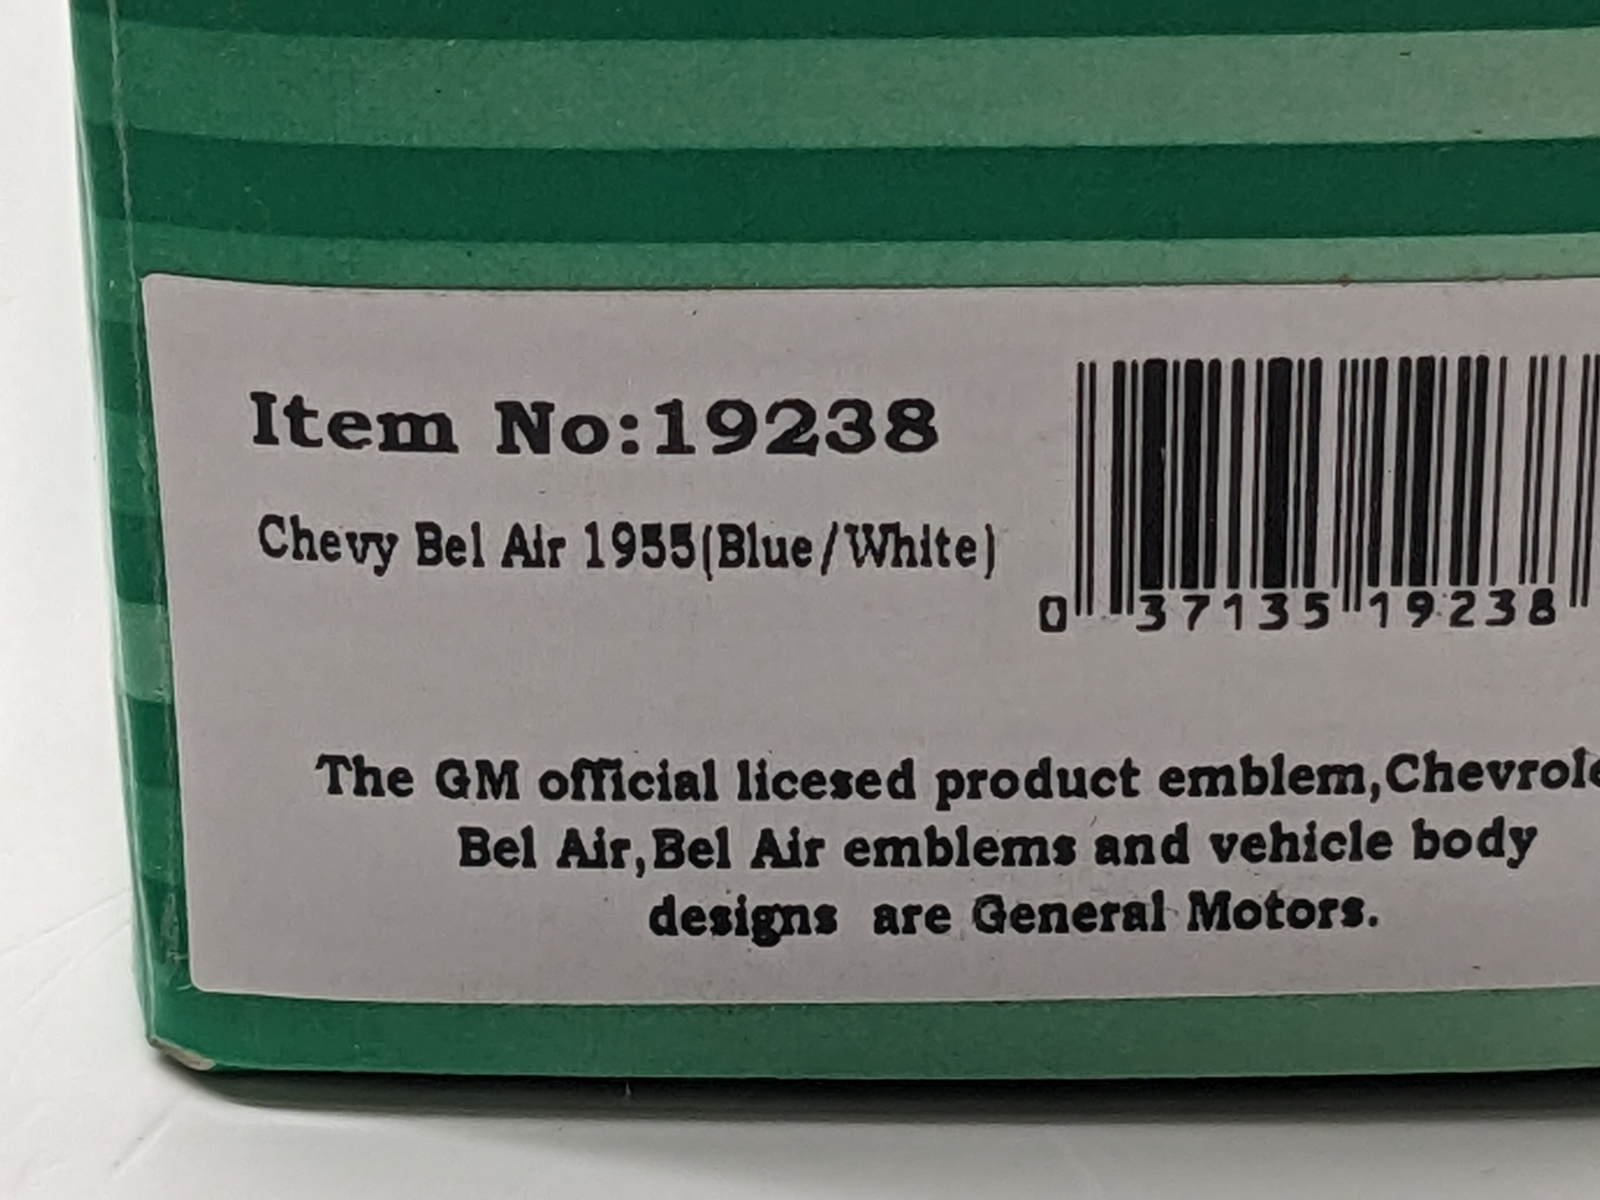 Item No:19238
Chevy Bel Air 1955(Blue/White)
0 37135 19238
The GM official licesed product emblem,Chevrole
Bel Air,Bel Air emblems and vehicle body
designs are General Motors.